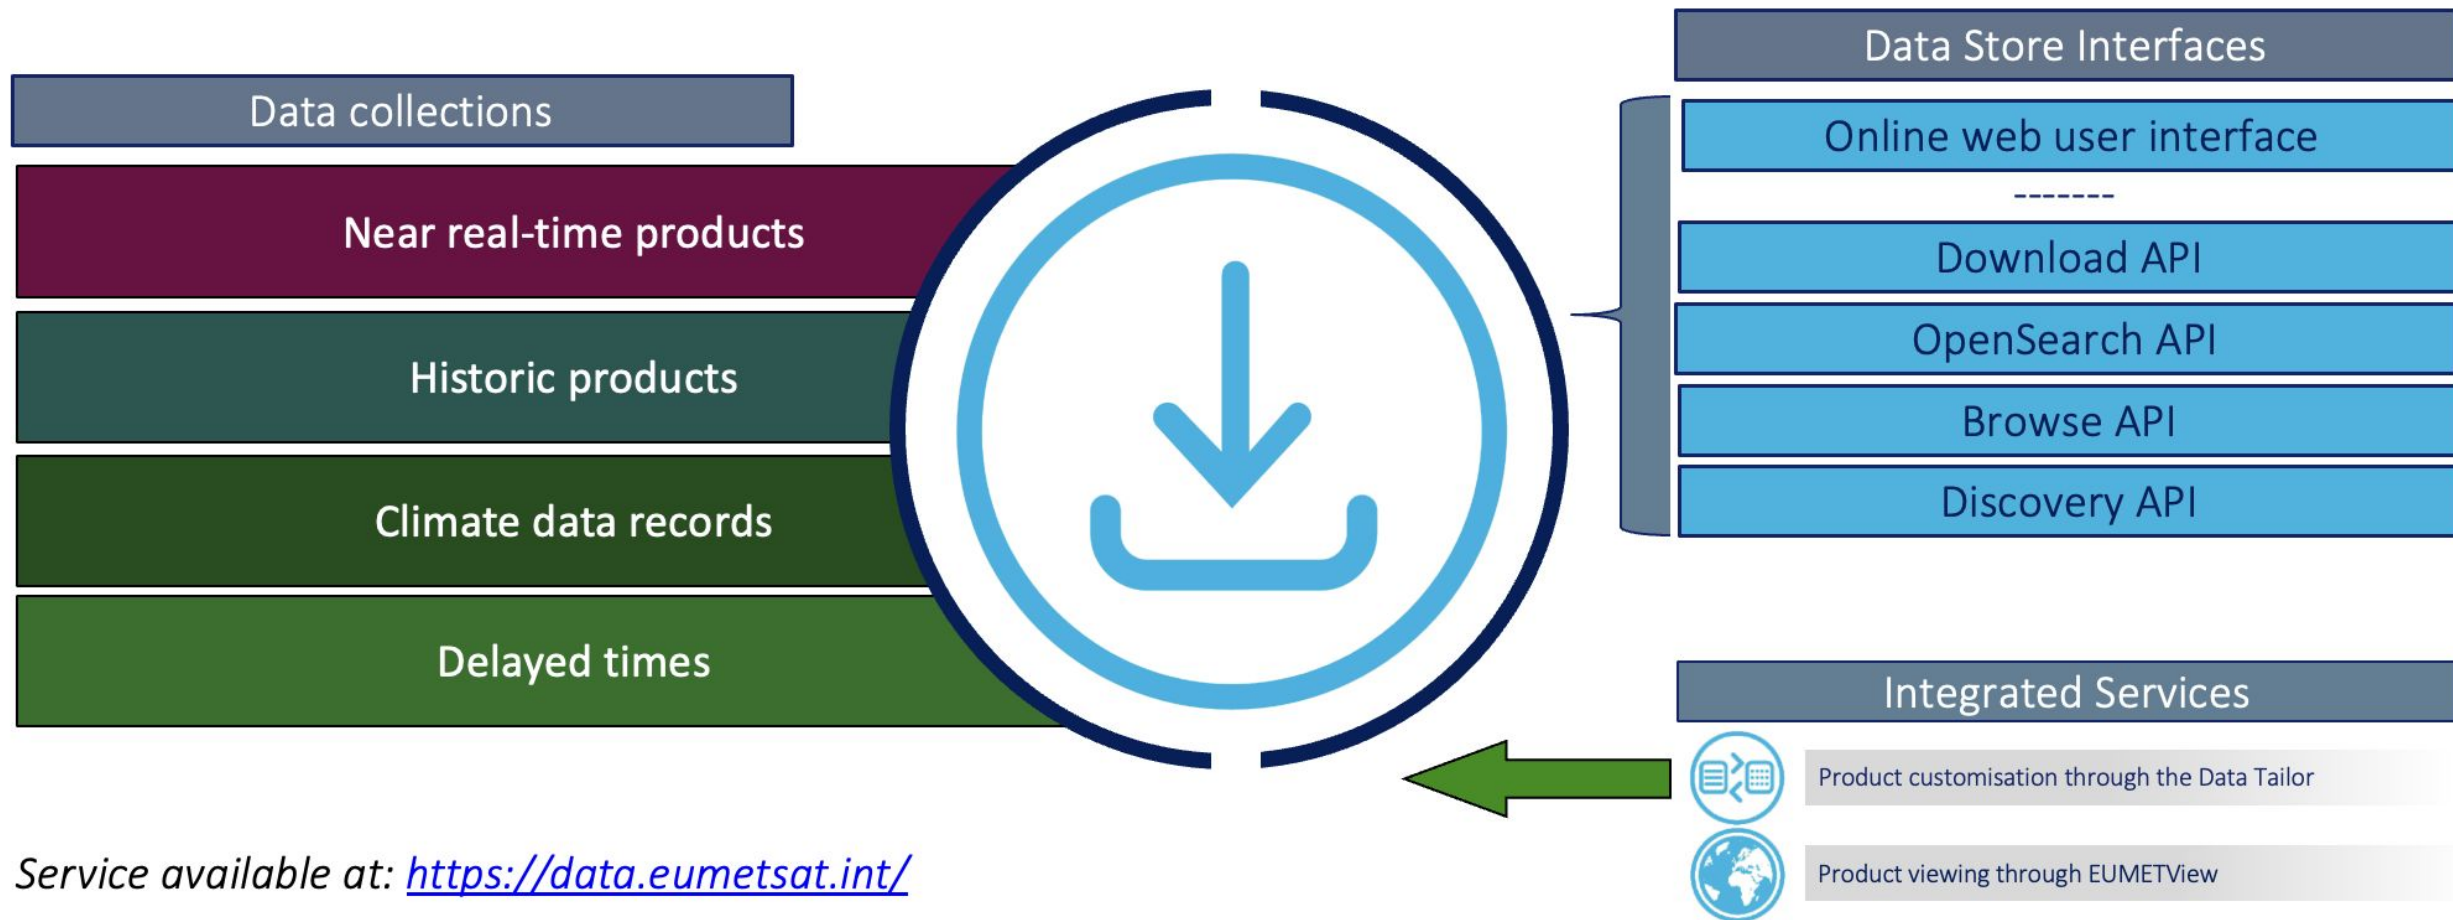 Data collections
Near real-time products
Historic products
Climate data records
Delayed times
Service available at: https://data.eumetsat.int/
Data Store Interfaces
Online web user interface
-------
Download API
OpenSearch API
Browse API
Discovery API
Integrated Services
Product customisation through the Data Tailor
Product viewing through EUMETView